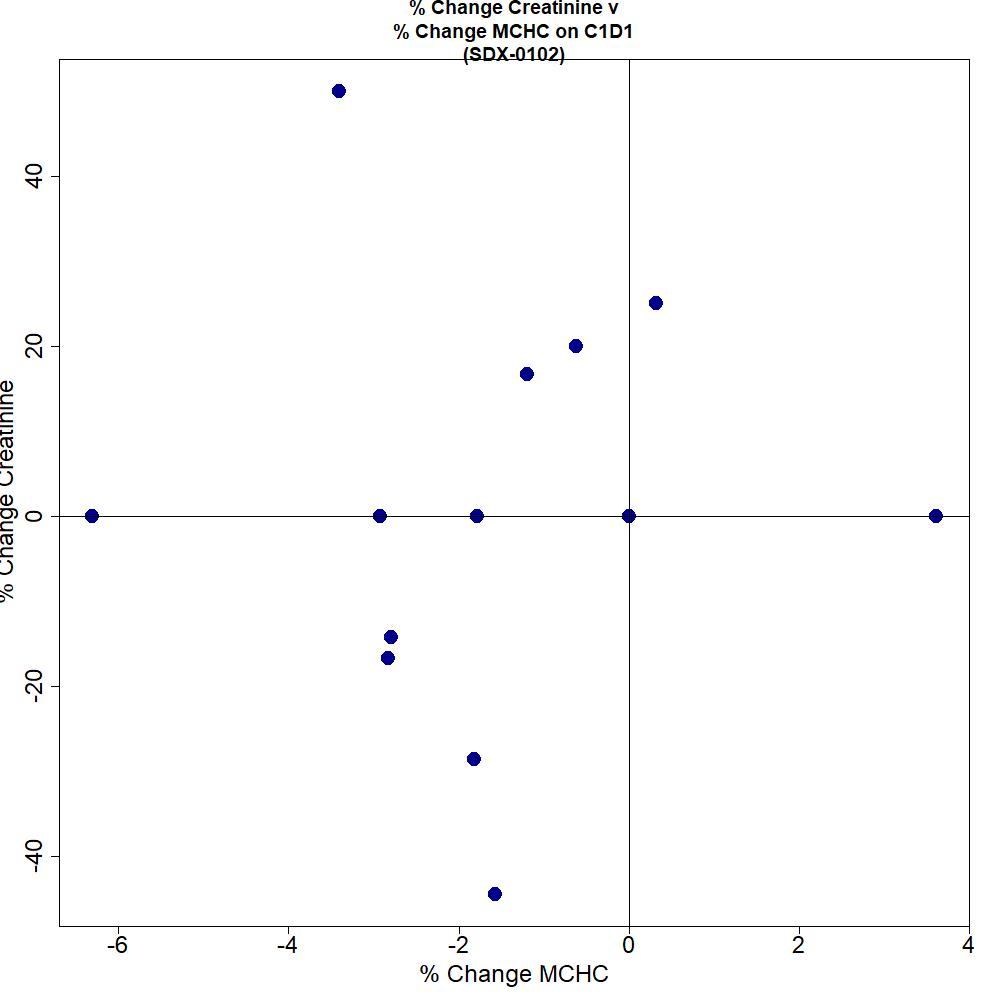 % Change Creatinine v
% Change MCHC on C1D1
(SDX-0102)
% Change Creatinine
40
20
0
-20
-40
-6
-4
-2
0
2
4
% Change MCHC